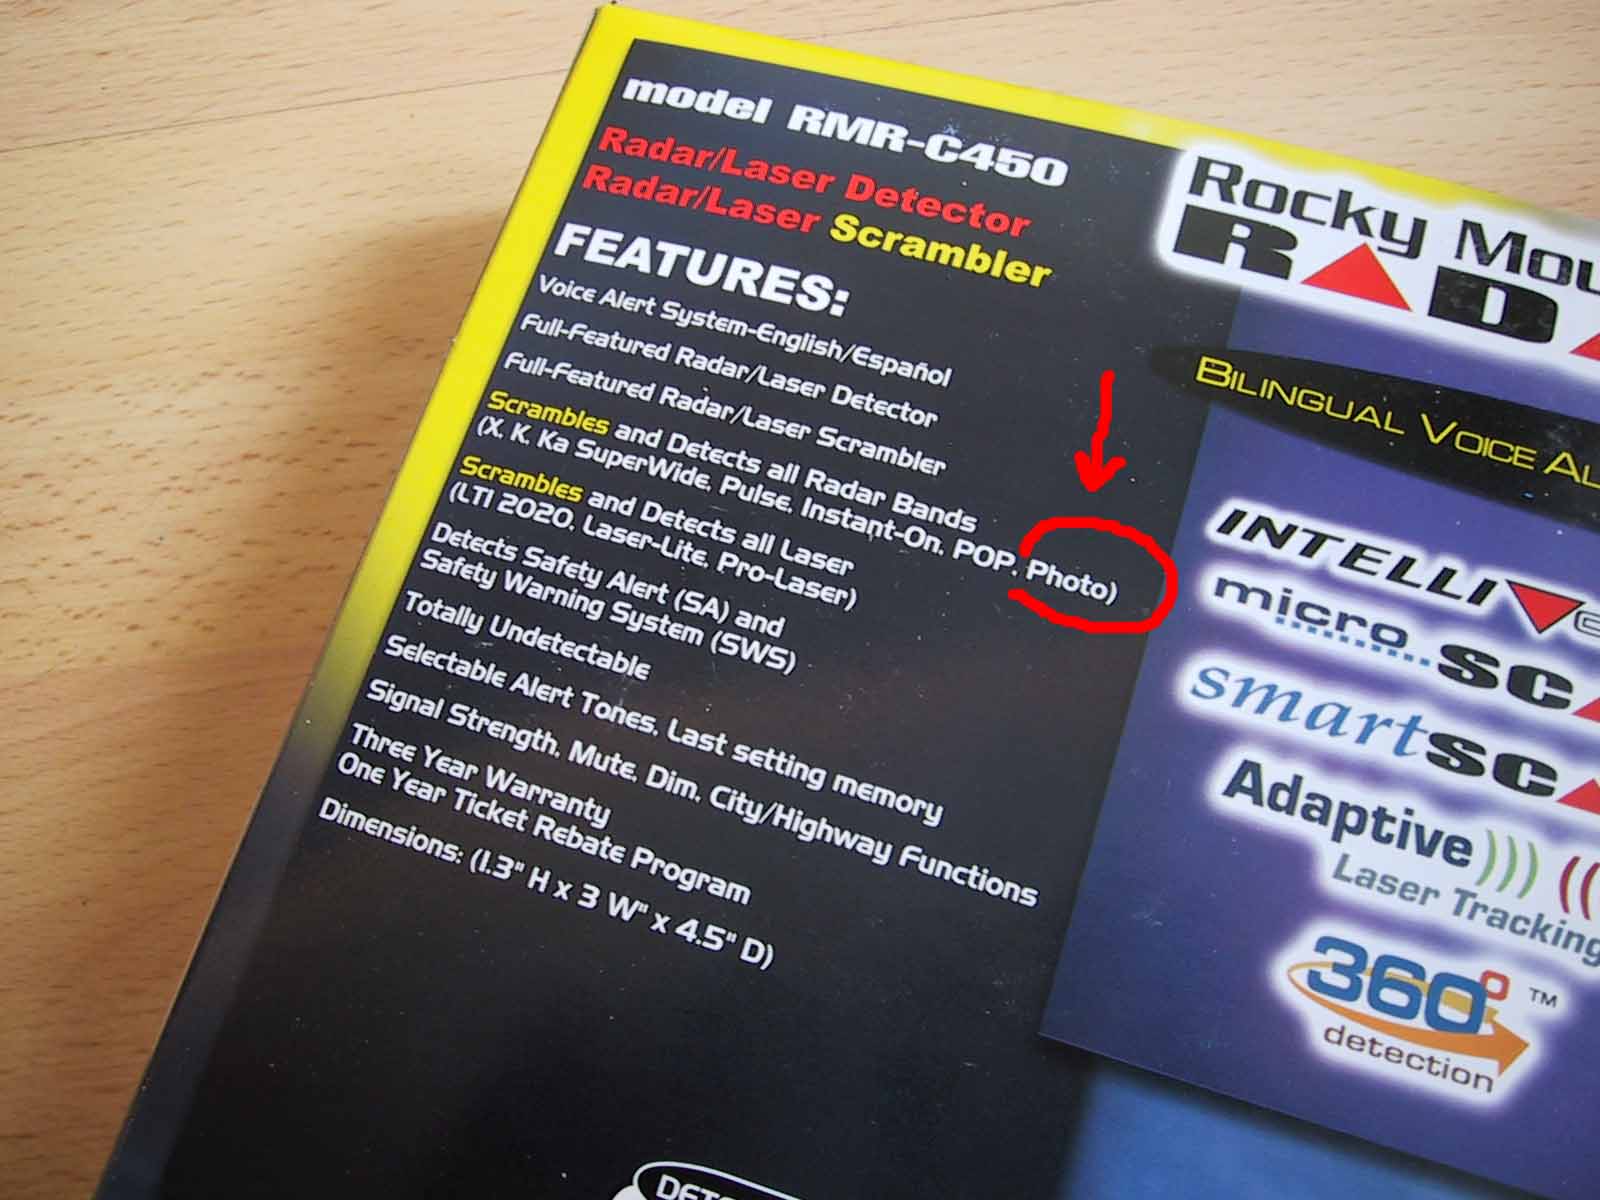 model RMR-C450
Radar/Laser Detector
Radar/Laser Scrambler
FEATURES:
Voice Alert System-English/Español
Full-Featured Radar/Laser Detector
Full-Featured Radar/Laser Scrambler
Scrambles and Detects all Radar Bands
(X, K, Ka SuperWide, Pulse, Instant-On, POP, Photo)
Scrambles and Detects all Laser
(LTI 2020, Laser-Lite, Pro-Laser)
Detects Safety Alert (SA) and
Safety Warning System (SWS)
Totally Undetectable
Selectable Alert Tones, Last setting memory
Signal Strength, Mute, Dim, City/Highway Functions
Three Year Warranty
One Year Ticket Rebate Program
Dimensions: (1.3" H x 3 W" x 4.5" D)
Rocky
BILINGUAL VOICE
micro
smart
Adaptive
Laser Tracking
360°™
detection